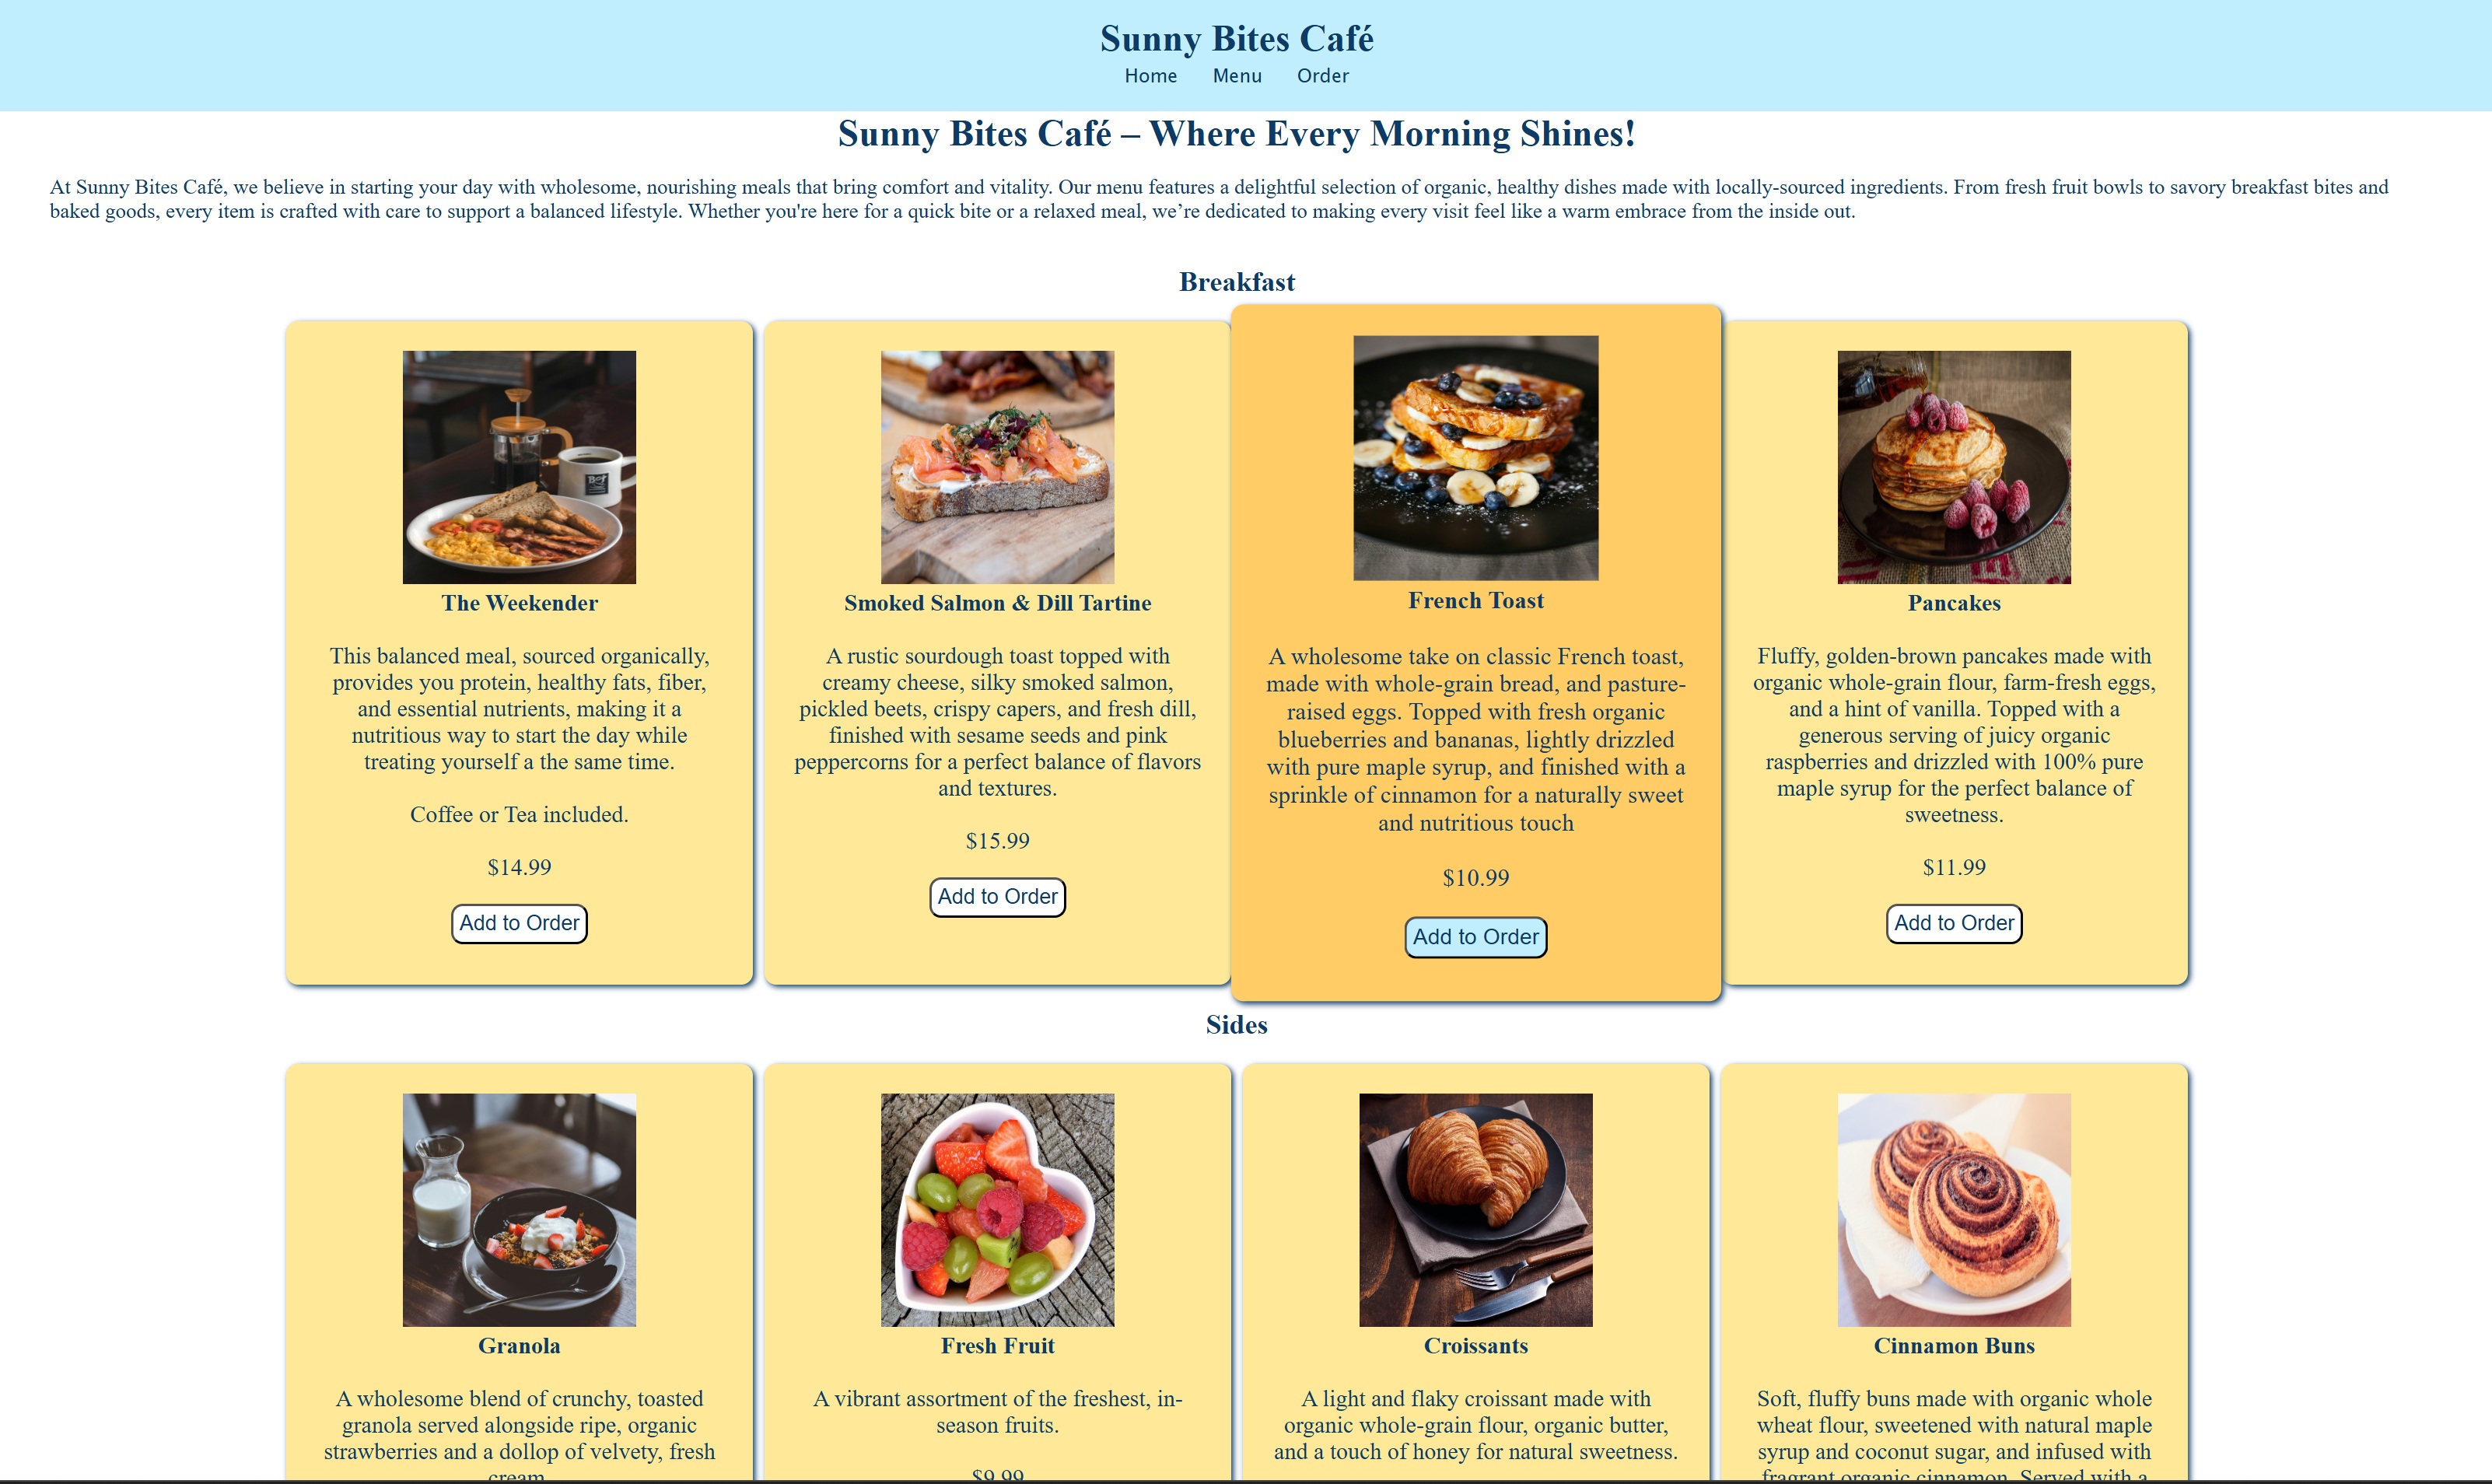 Sunny Bites Café
Home Menu Order
Sunny Bites Café – Where Every Morning Shines!
At Sunny Bites Café, we believe in starting your day with wholesome, nourishing meals that bring comfort and vitality. Our menu features a delightful selection of organic, healthy dishes made with locally-sourced ingredients. From fresh fruit bowls to savory breakfast bites and
baked goods, every item is crafted with care to support a balanced lifestyle. Whether you're here for a quick bite or a relaxed meal, we’re dedicated to making every visit feel like a warm embrace from the inside out.
Breakfast
The Weekender
This balanced meal, sourced organically,
provides you protein, healthy fats, fiber,
and essential nutrients, making it a
nutritious way to start the day while
treating yourself a the same time.
Coffee or Tea included.
$14.99
Add to Order
Smoked Salmon & Dill Tartine
A rustic sourdough toast topped with
creamy cheese, silky smoked salmon,
pickled beets, crispy capers, and fresh dill,
finished with sesame seeds and pink
peppercorns for a perfect balance of flavors
and textures.
$15.99
Add to Order
French Toast
A wholesome take on classic French toast,
made with whole-grain bread, and pasture-
raised eggs. Topped with fresh organic
blueberries and bananas, lightly drizzled
with pure maple syrup, and finished with a
sprinkle of cinnamon for a naturally sweet
and nutritious touch
$10.99
Add to Order
Pancakes
Fluffy, golden-brown pancakes made with
organic whole-grain flour, farm-fresh eggs,
and a hint of vanilla. Topped with a
generous serving of juicy organic
raspberries and drizzled with 100% pure
maple syrup for the perfect balance of
sweetness.
$11.99
Add to Order
Sides
Granola
A wholesome blend of crunchy, toasted
granola served alongside ripe, organic
strawberries and a dollop of velvety, fresh
cream.
Fresh Fruit
A vibrant assortment of the freshest, in-
season fruits.
$9.99
Croissants
A light and flaky croissant made with
organic whole-grain flour, organic butter,
and a touch of honey for natural sweetness.
Cinnamon Buns
Soft, fluffy buns made with organic whole
wheat flour, sweetened with natural maple
syrup and coconut sugar, and infused with
fragrant organic cinnamon. Served with a